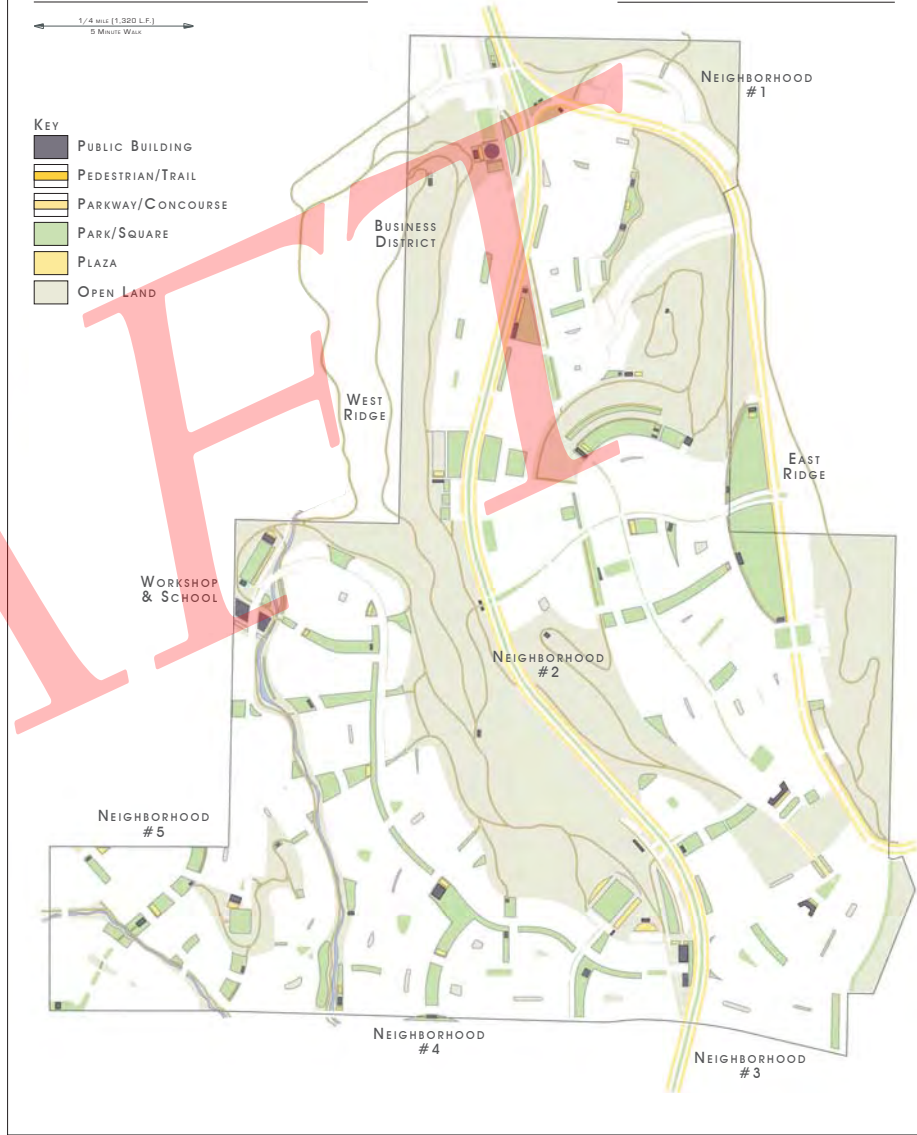 1/4 MILE (1,320 L.F.)
5 MINUTE WALK
KEY
PUBLIC BUILDING
PEDESTRIAN/TRAIL
PARKWAY/CONCOURSE
PARK/SQUARE
PLAZA
OPEN LAND
NEIGHBORHOOD
#1
BUSINESS
DISTRICT
WEST
RIDGE
EAST
RIDGE
WORKSHOP
& SCHOOL
NEIGHBORHOOD
#2
NEIGHBORHOOD
#5
NEIGHBORHOOD
#4
NEIGHBORHOOD
#3
AFT